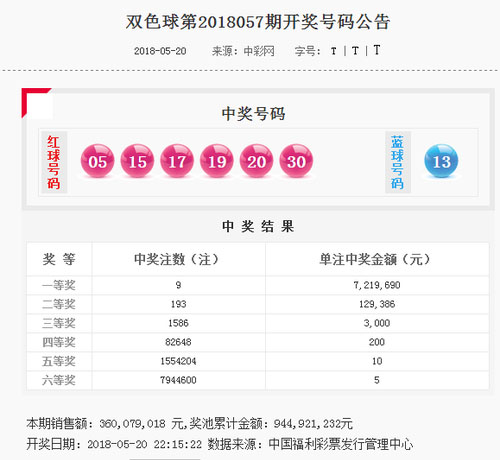 双色球第2018057期开奖号码公告
2018-05-20 来源: 中彩网 字号: T | T | T
中奖号码
红球号码 05 15 17 19 20 30 蓝球号码 13
中 奖 结 果
奖 等 中奖注数（注） 单注中奖金额（元）
一等奖 9 7,219,690
二等奖 193 129,386
三等奖 1586 3,000
四等奖 82648 200
五等奖 1554204 10
六等奖 7944600 5
本期销售额: 360,079,018 元,奖池累计金额: 944,921,232元
开奖日期: 2018-05-20 22:15:22 数据来源: 中国福利彩票发行管理中心